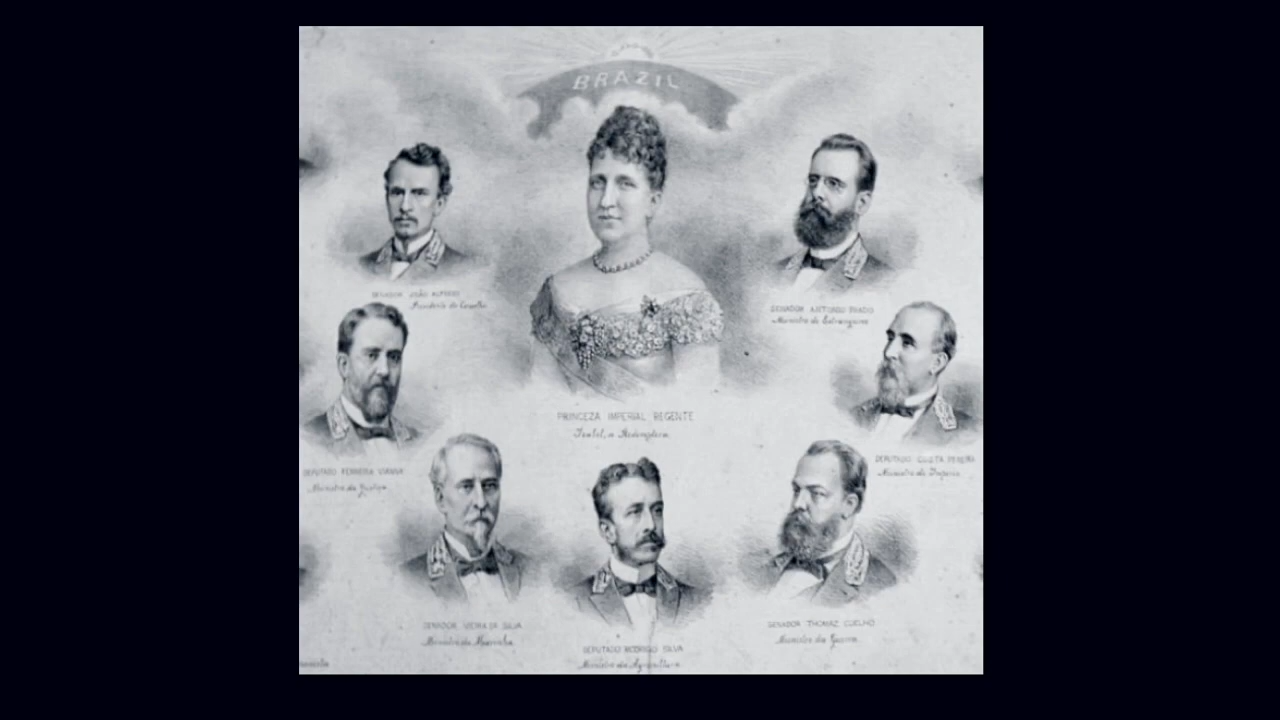 BRAZIL
SENADOR JOÃO ALFREDO
Presidente do Conselho
SENADOR ANTONIO PRADO
Ministro de Estrangeiros
PRINCEZA IMPERIAL REGENTE
Izabel, a Redemptora
DEPUTADO FERREIRA VIANNA
Ministro da Justiça
DEPUTADO COSTA PEREIRA
Ministro do Imperio
SENADOR VIEIRA DA SILVA
Ministro da Marinha
SENADOR THOMAZ COELHO
Ministro da Guerra
DEPUTADO RODRIGO SILVA
Ministro da Agricultura